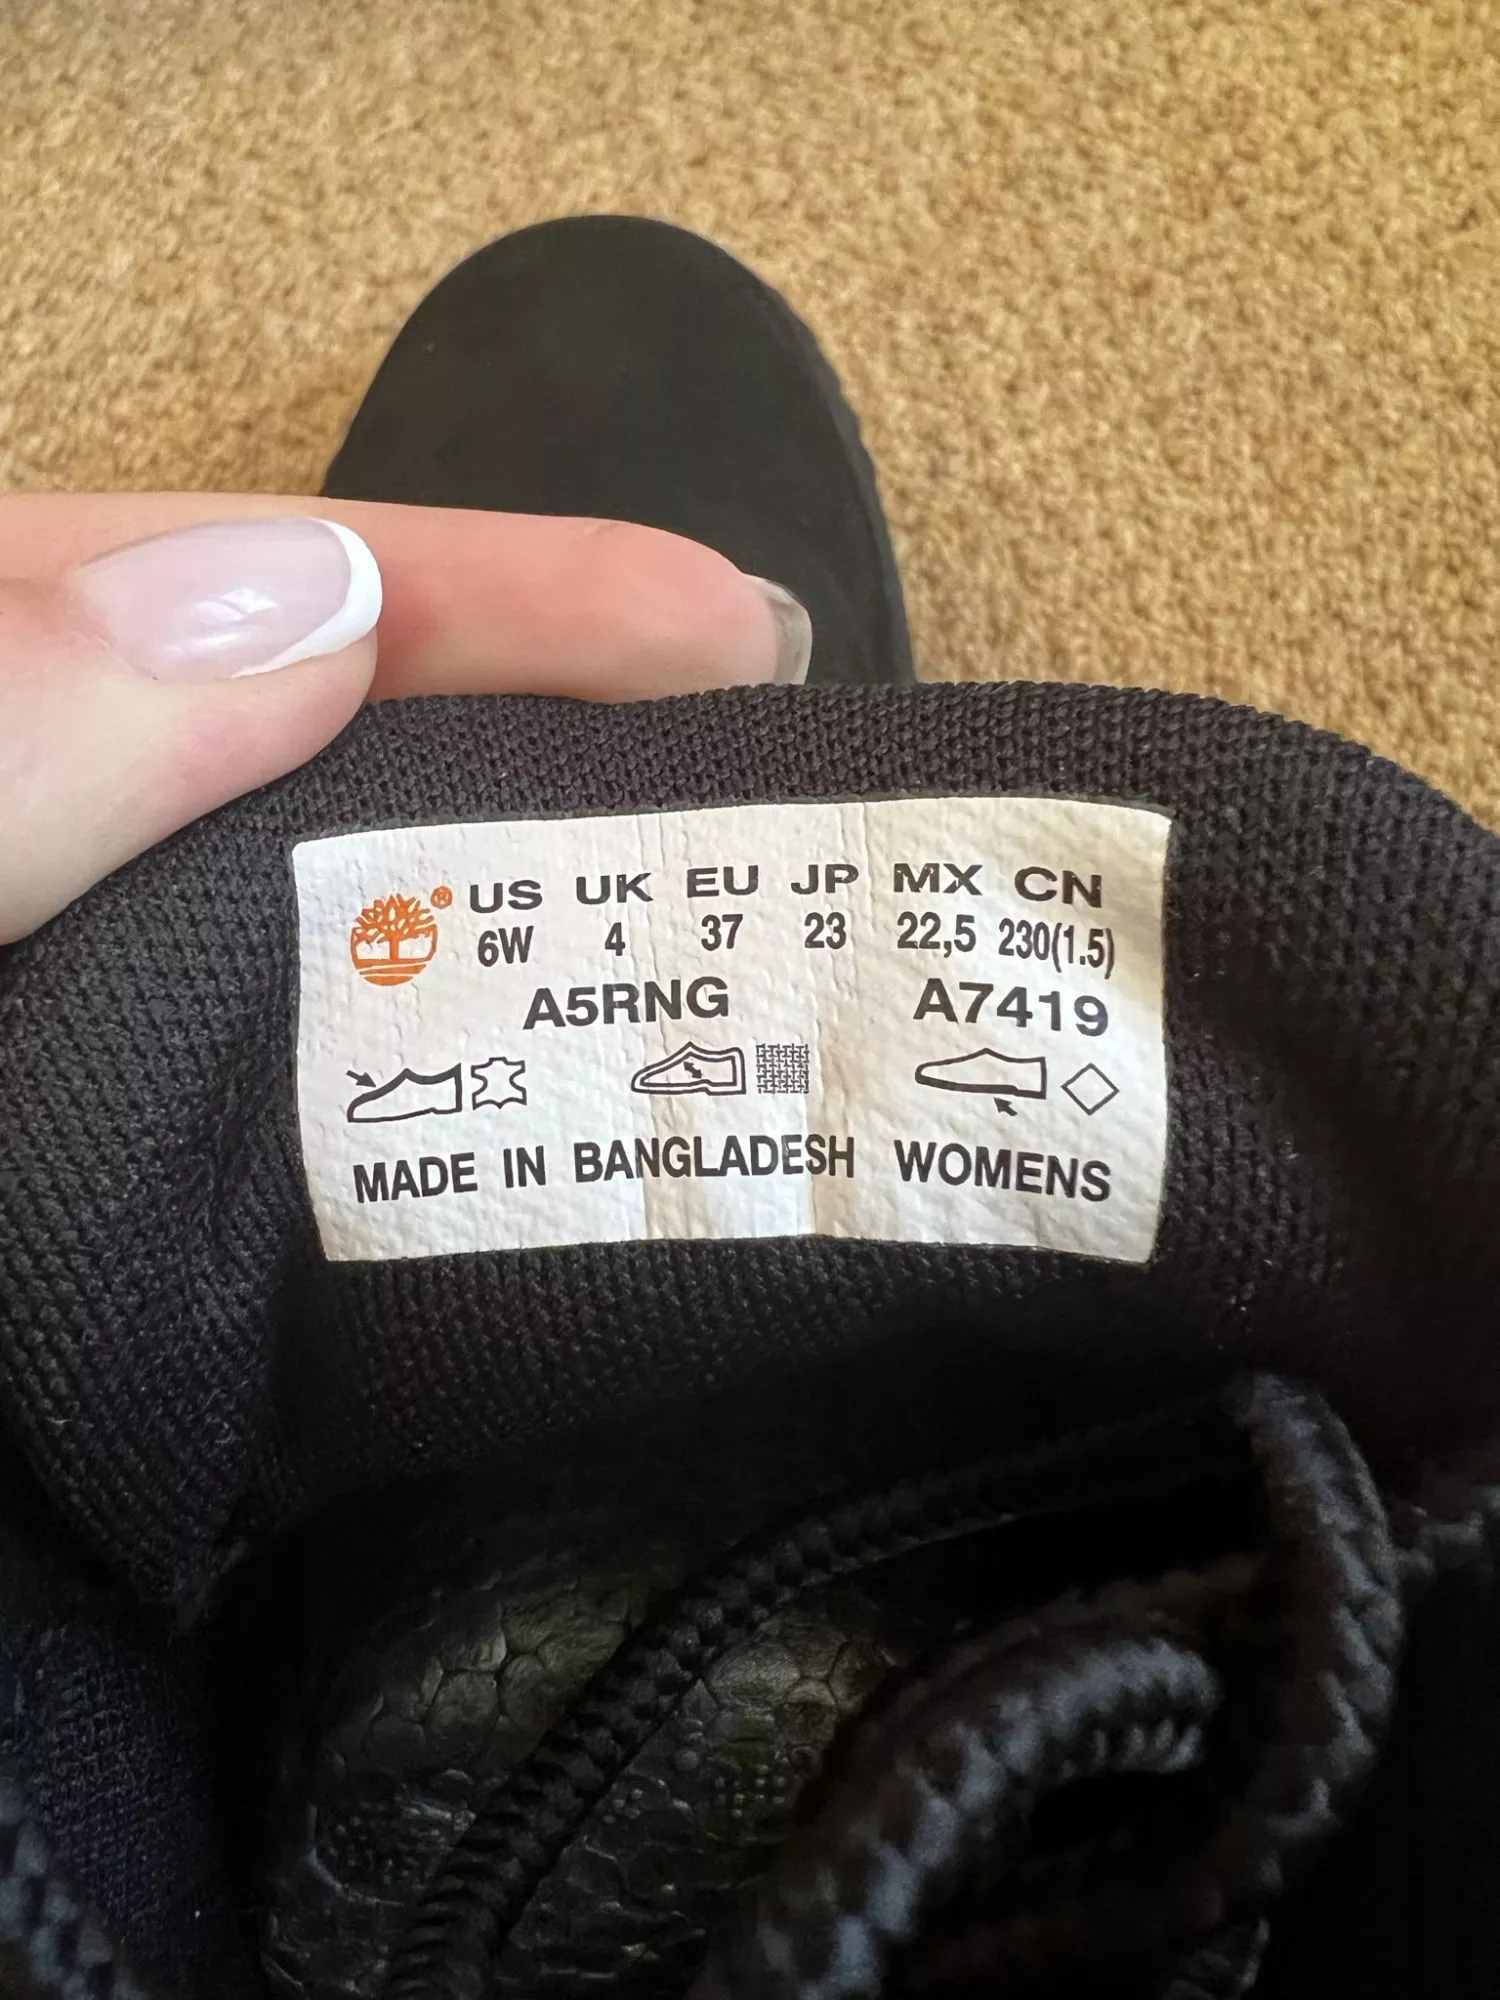 ® US UK EU JP MX CN
6W 4 37 23 22,5 230(1.5)
A5RNG A7419
MADE IN BANGLADESH WOMENS